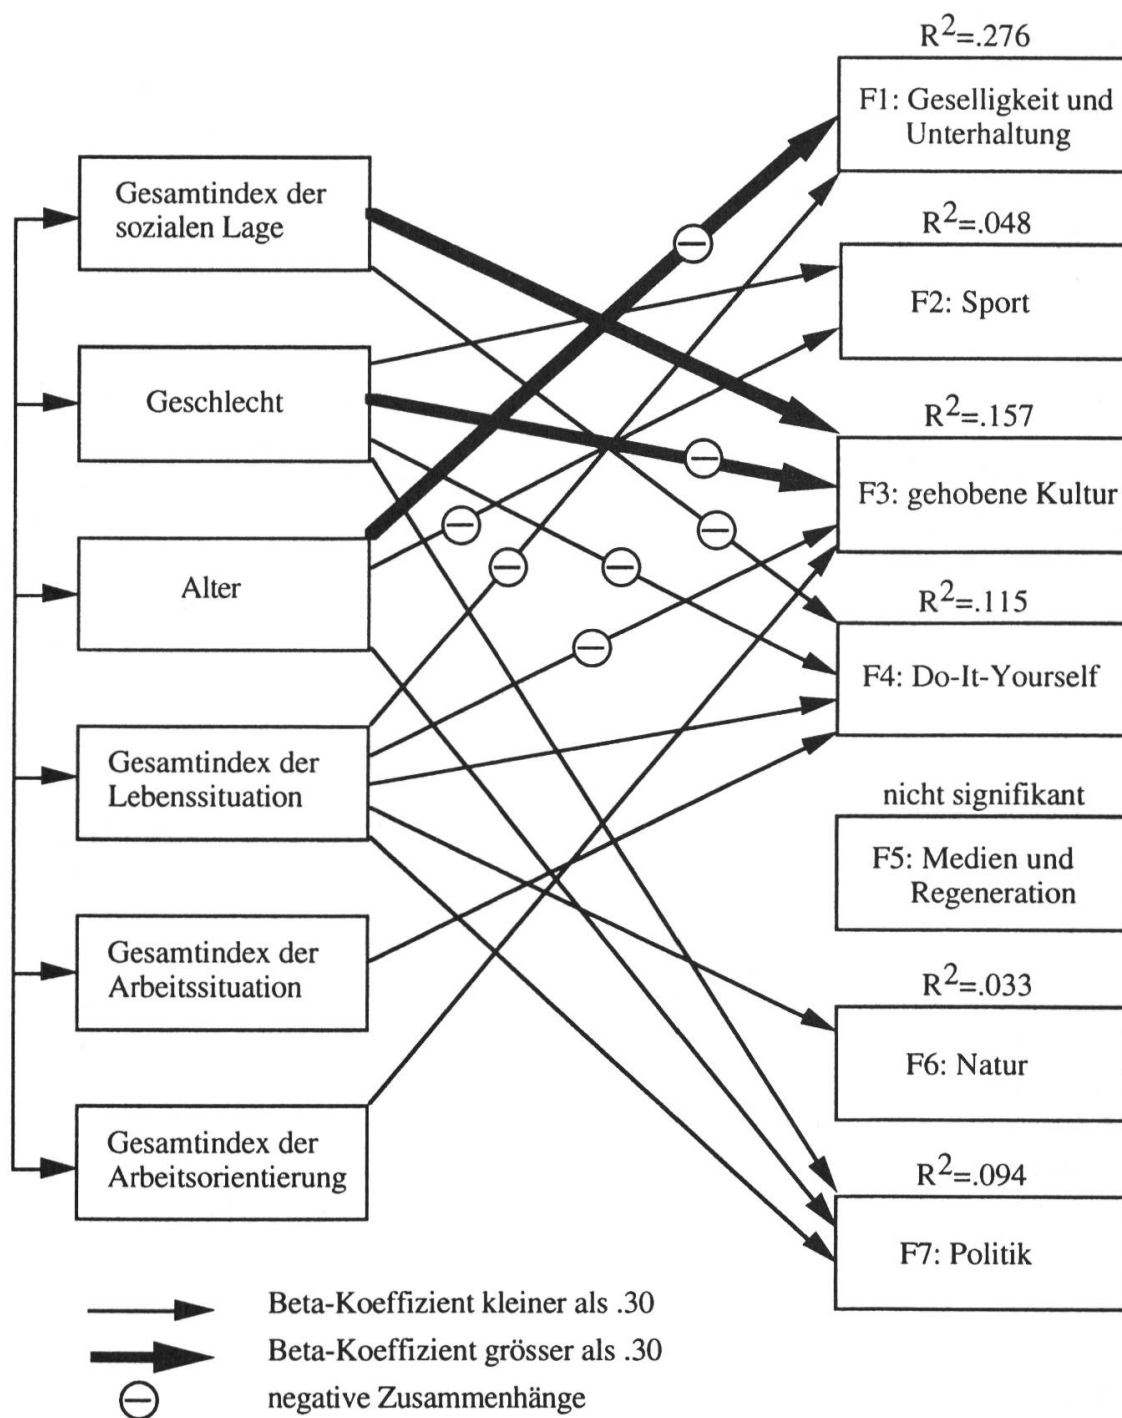 R²=.276
F1: Geselligkeit und
Unterhaltung
Gesamtindex der
sozialen Lage
R²=.048
F2: Sport
Geschlecht
R²=.157
F3: gehobene Kultur
Alter
R²=.115
F4: Do-It-Yourself
Gesamtindex der
Lebenssituation
nicht signifikant
F5: Medien und
Regeneration
Gesamtindex der
Arbeitssituation
R²=.033
F6: Natur
Gesamtindex der
Arbeitsorientierung
R²=.094
F7: Politik
Beta-Koeffizient kleiner als .30
Beta-Koeffizient grösser als .30
negative Zusammenhänge